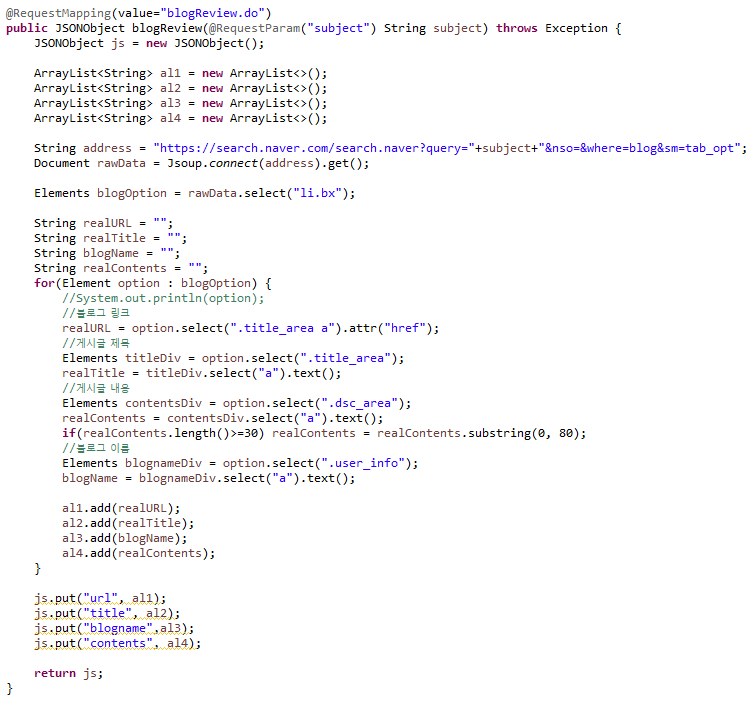 @RequestMapping(value="blogReview.do")
public JSONObject blogReview(@RequestParam("subject") String subject) throws Exception {
    JSONObject js = new JSONObject();

    ArrayList<String> al1 = new ArrayList<>();
    ArrayList<String> al2 = new ArrayList<>();
    ArrayList<String> al3 = new ArrayList<>();
    ArrayList<String> al4 = new ArrayList<>();

    String address = "https://search.naver.com/search.naver?query="+subject+"&nso=&where=blog&sm=tab_opt";
    Document rawData = Jsoup.connect(address).get();

    Elements blogOption = rawData.select("li.bx");

    String realURL = "";
    String realTitle = "";
    String blogName = "";
    String realContents = "";
    for(Element option : blogOption) {
        //System.out.println(option);
        //블로그 링크
        realURL = option.select(".title_area a").attr("href");
        //게시글 제목
        Elements titleDiv = option.select(".title_area");
        realTitle = titleDiv.select("a").text();
        //게시글 내용
        Elements contentsDiv = option.select(".dsc_area");
        realContents = contentsDiv.select("a").text();
        if(realContents.length()>=30) realContents = realContents.substring(0, 80);
        //블로그 이름
        Elements blognameDiv = option.select(".user_info");
        blogName = blognameDiv.select("a").text();

        al1.add(realURL);
        al2.add(realTitle);
        al3.add(blogName);
        al4.add(realContents);
    }

    js.put("url", al1);
    js.put("title", al2);
    js.put("blogname",al3);
    js.put("contents", al4);

    return js;
}